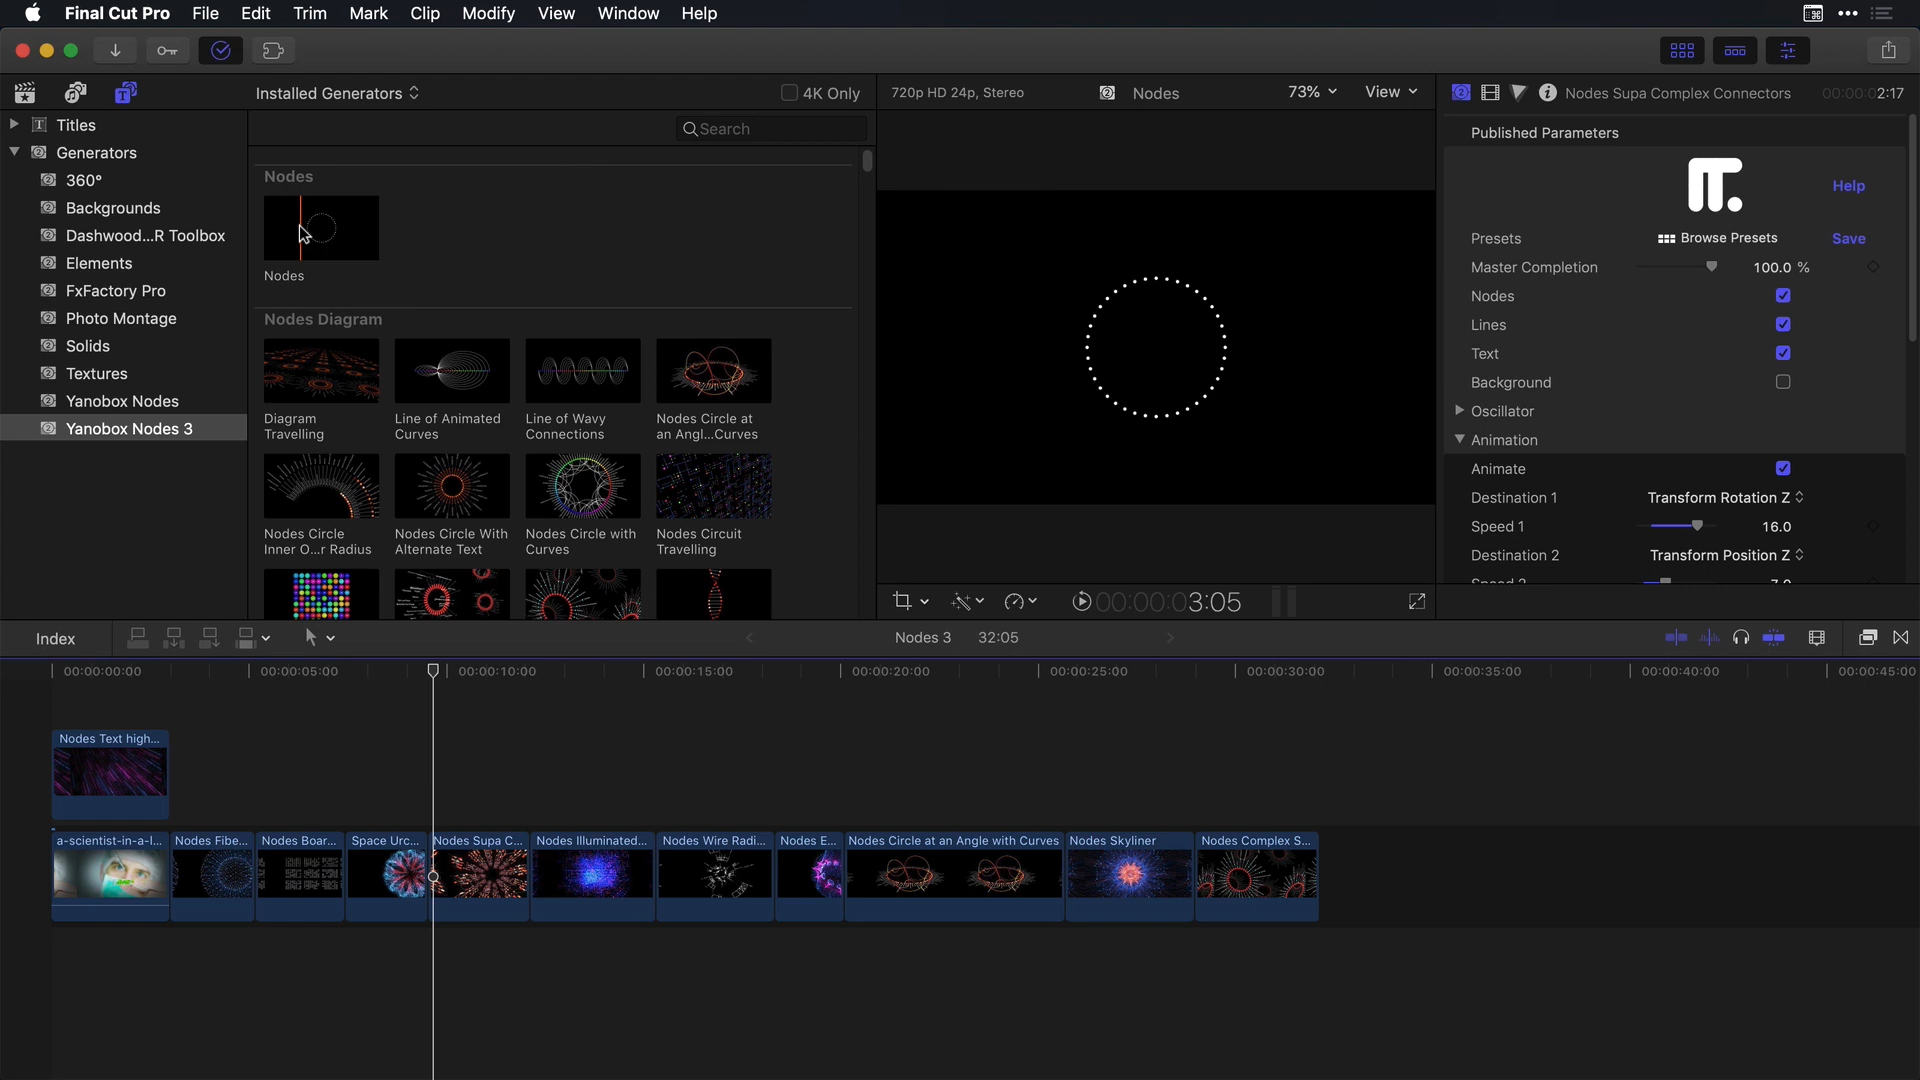 Final Cut Pro File Edit Trim Mark Clip Modify View Window Help
Installed Generators
4K Only
720p HD 24p, Stereo
Nodes
73%
View
Nodes Supa Complex Connectors
00:00:02:17
Titles
Generators
360°
Backgrounds
Dashwood...R Toolbox
Elements
FxFactory Pro
Photo Montage
Solids
Textures
Yanobox Nodes
Yanobox Nodes 3
Search
Nodes
Nodes
Nodes Diagram
Diagram
Travelling
Line of Animated
Curves
Line of Wavy
Connections
Nodes Circle at
an Angl...Curves
Nodes Circle
Inner O...r Radius
Nodes Circle With
Alternate Text
Nodes Circle with
Curves
Nodes Circuit
Travelling
00:00:00:03:05
Published Parameters
Help
Presets
Browse Presets
Save
Master Completion
100.0 %
Nodes
Lines
Text
Background
Oscillator
Animation
Animate
Destination 1
Transform Rotation Z
Speed 1
16.0
Destination 2
Transform Position Z
Speed 2
7.0
Index
Nodes 3 32:05
00:00:00:00 00:00:05:00 00:00:10:00 00:00:15:00 00:00:20:00 00:00:25:00 00:00:30:00 00:00:35:00 00:00:40:00 00:00:45:00
Nodes Text high...
a-scientist-in-a-l...
Nodes Fibe...
Nodes Boar...
Space Urc...
Nodes Supa C...
Nodes Illuminated...
Nodes Wire Radi...
Nodes E...
Nodes Circle at an Angle with Curves
Nodes Skyliner
Nodes Complex S...